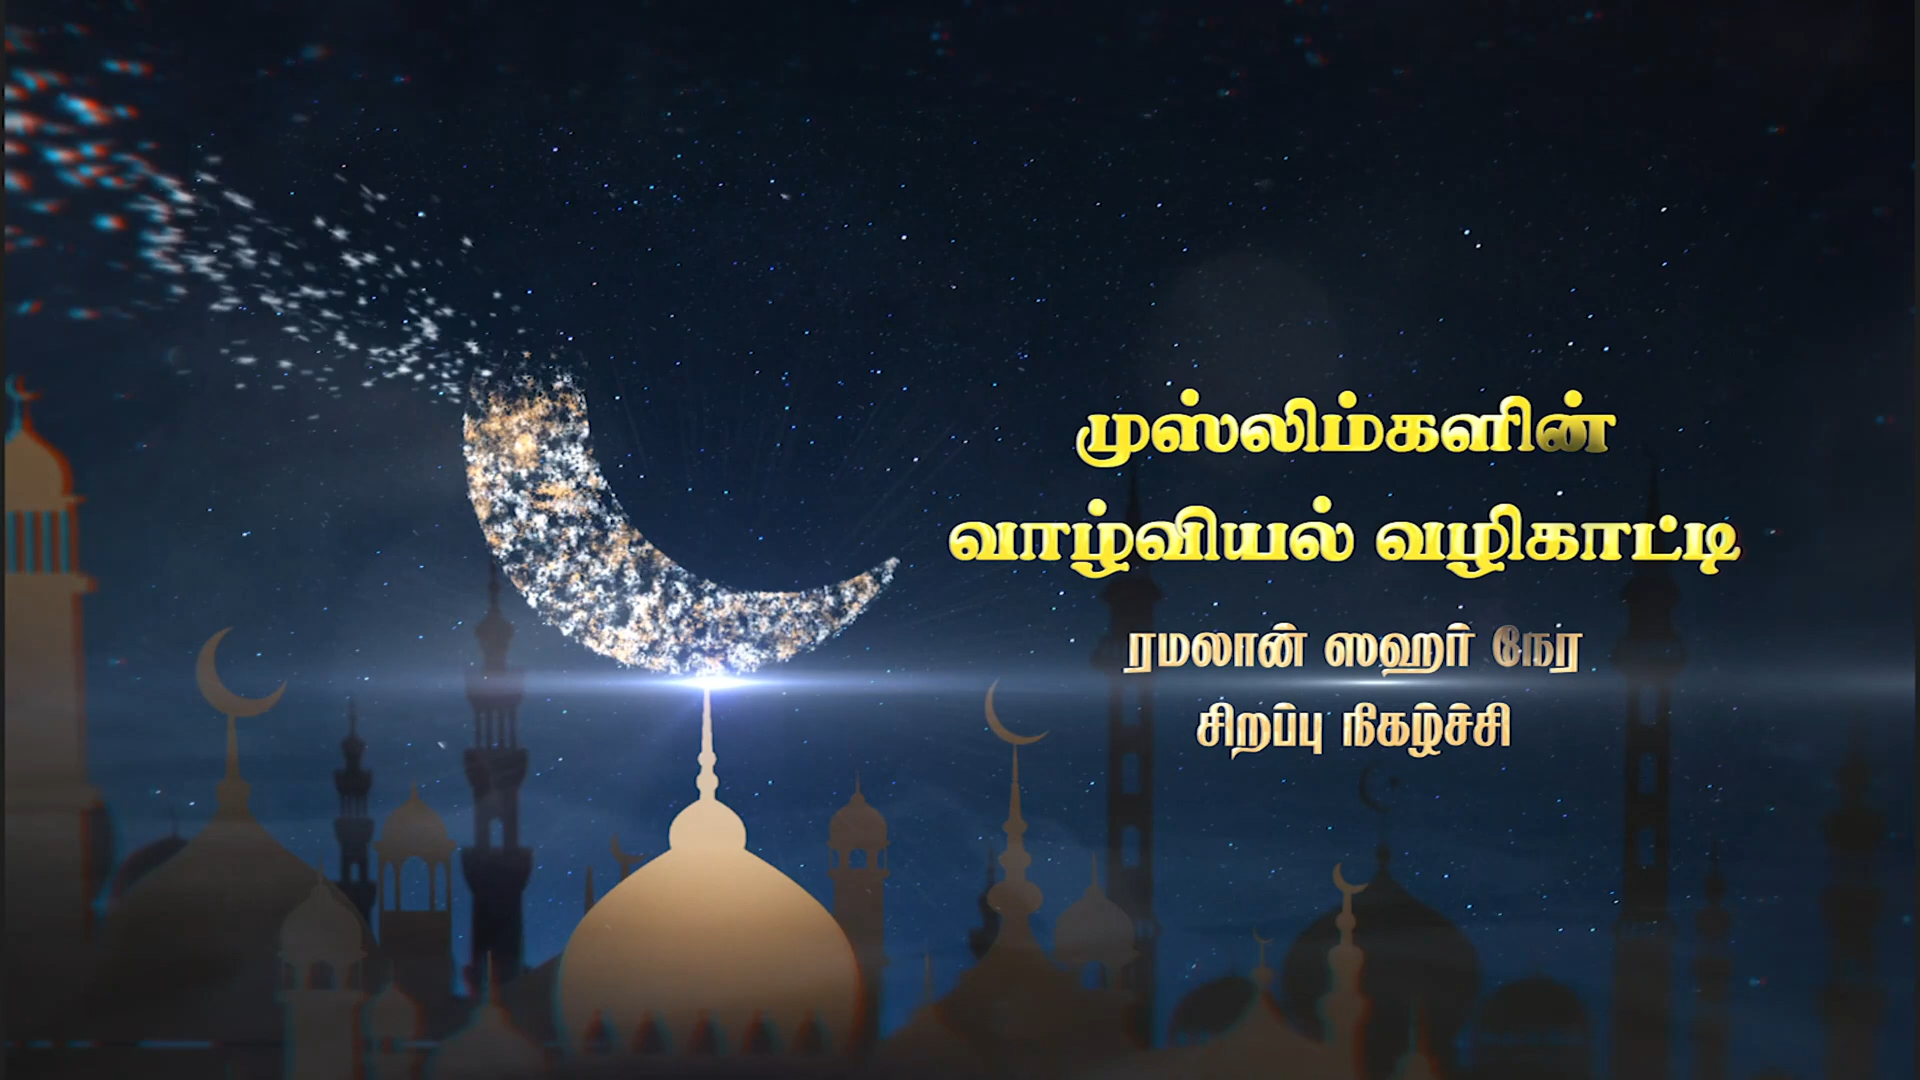 முஸ்லிம்களின்
வாழ்வியல் வழிகாட்டி
ரமலான் ஸஹர் நேர
சிறப்பு நிகழ்ச்சி